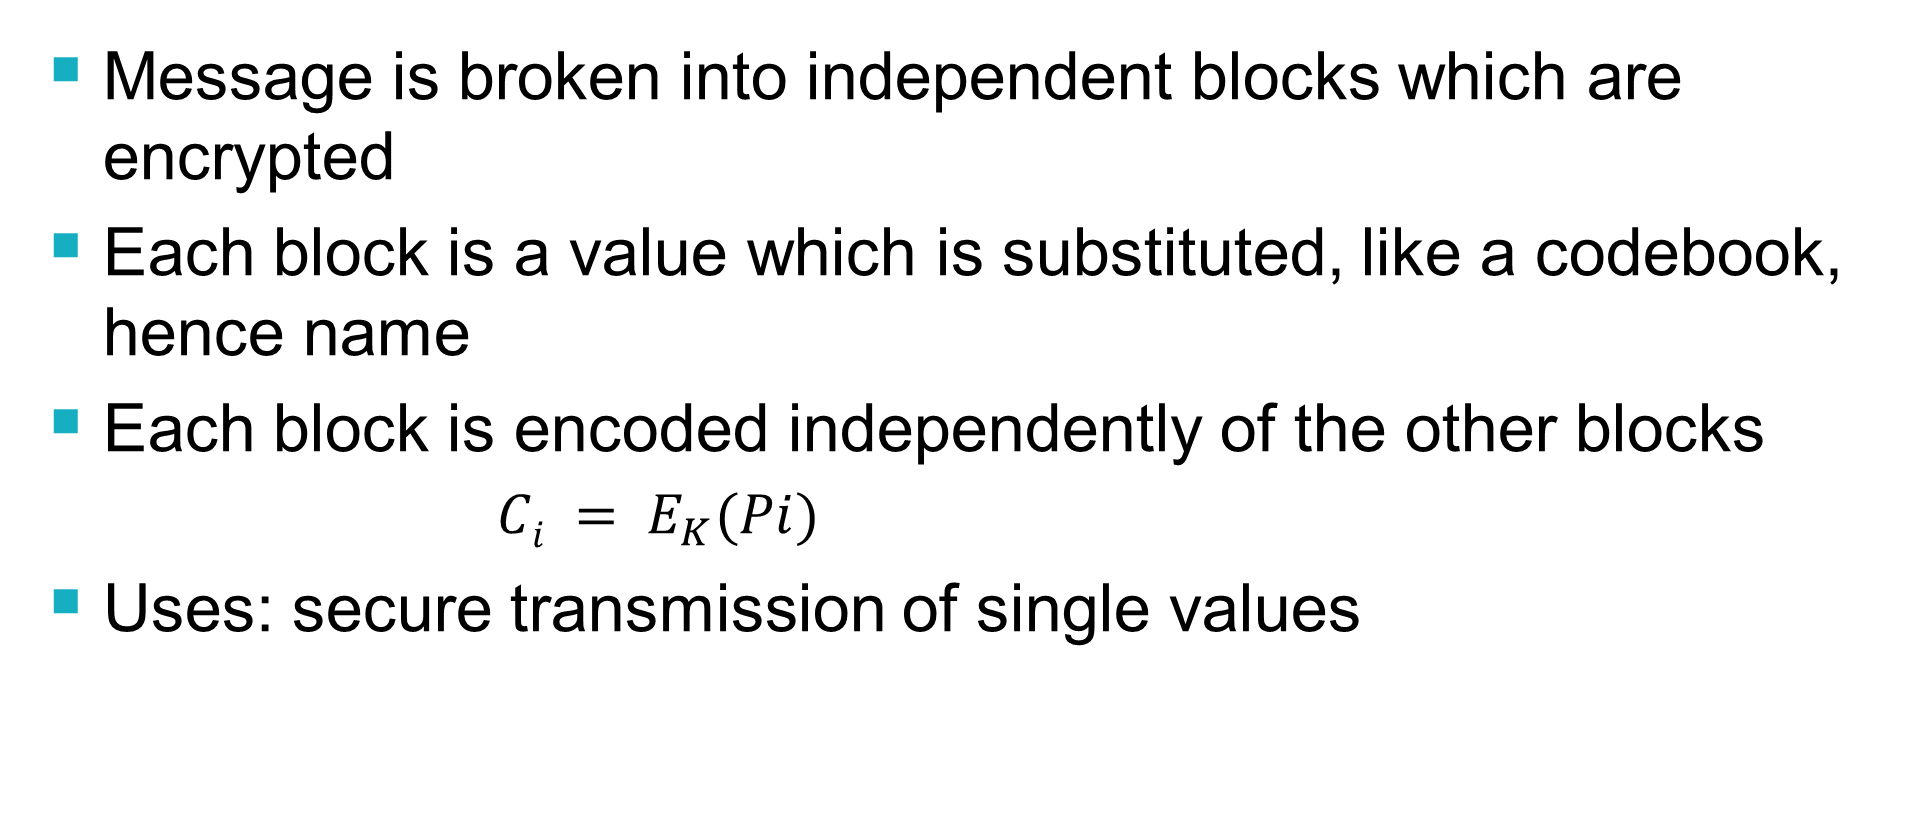 Message is broken into independent blocks which are
encrypted
Each block is a value which is substituted, like a codebook,
hence name
Each block is encoded independently of the other blocks
C_i = E_K(Pi)
Uses: secure transmission of single values